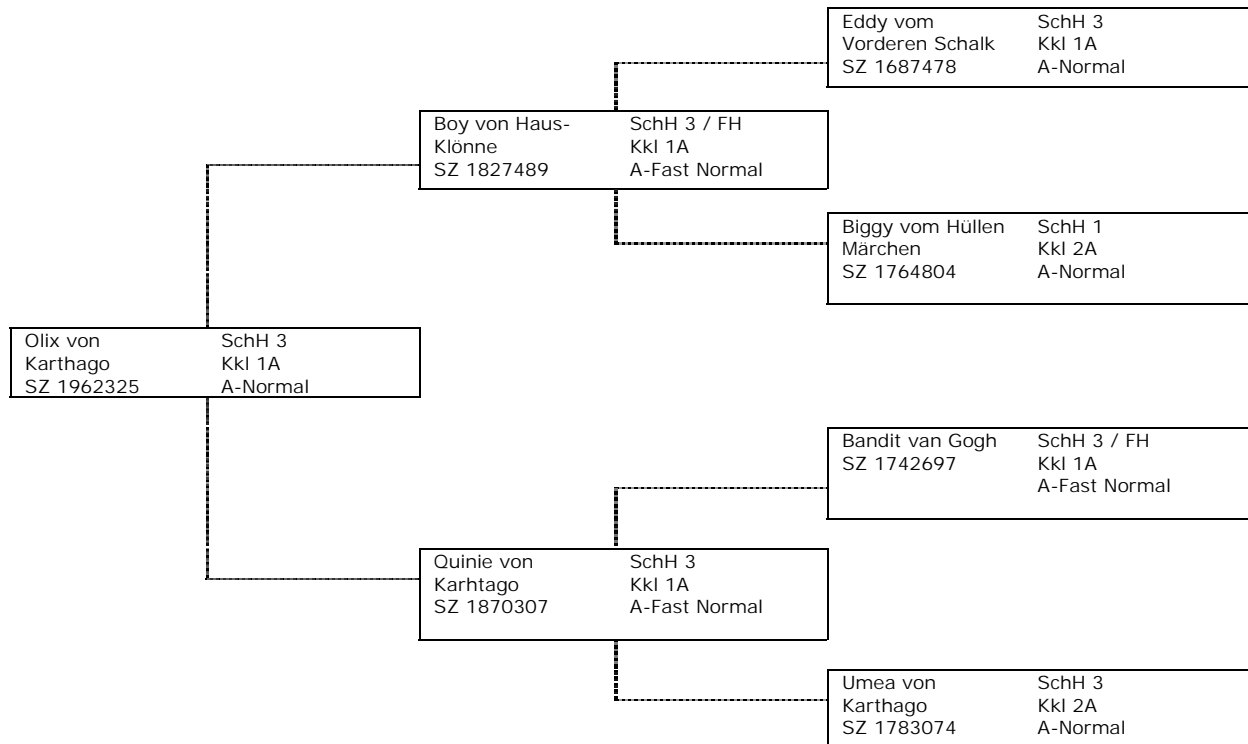 Eddy vom SchH 3
Vorderen Schalk Kkl 1A
SZ 1687478 A-Normal
Boy von Haus- SchH 3 / FH
Klönne Kkl 1A
SZ 1827489 A-Fast Normal
Biggy vom Hüllen SchH 1
Märchen Kkl 2A
SZ 1764804 A-Normal
Olix von SchH 3
Karthago Kkl 1A
SZ 1962325 A-Normal
Bandit van Gogh SchH 3 / FH
SZ 1742697 Kkl 1A
A-Fast Normal
Quinie von SchH 3
Karhtago Kkl 1A
SZ 1870307 A-Fast Normal
Umea von SchH 3
Karthago Kkl 2A
SZ 1783074 A-Normal